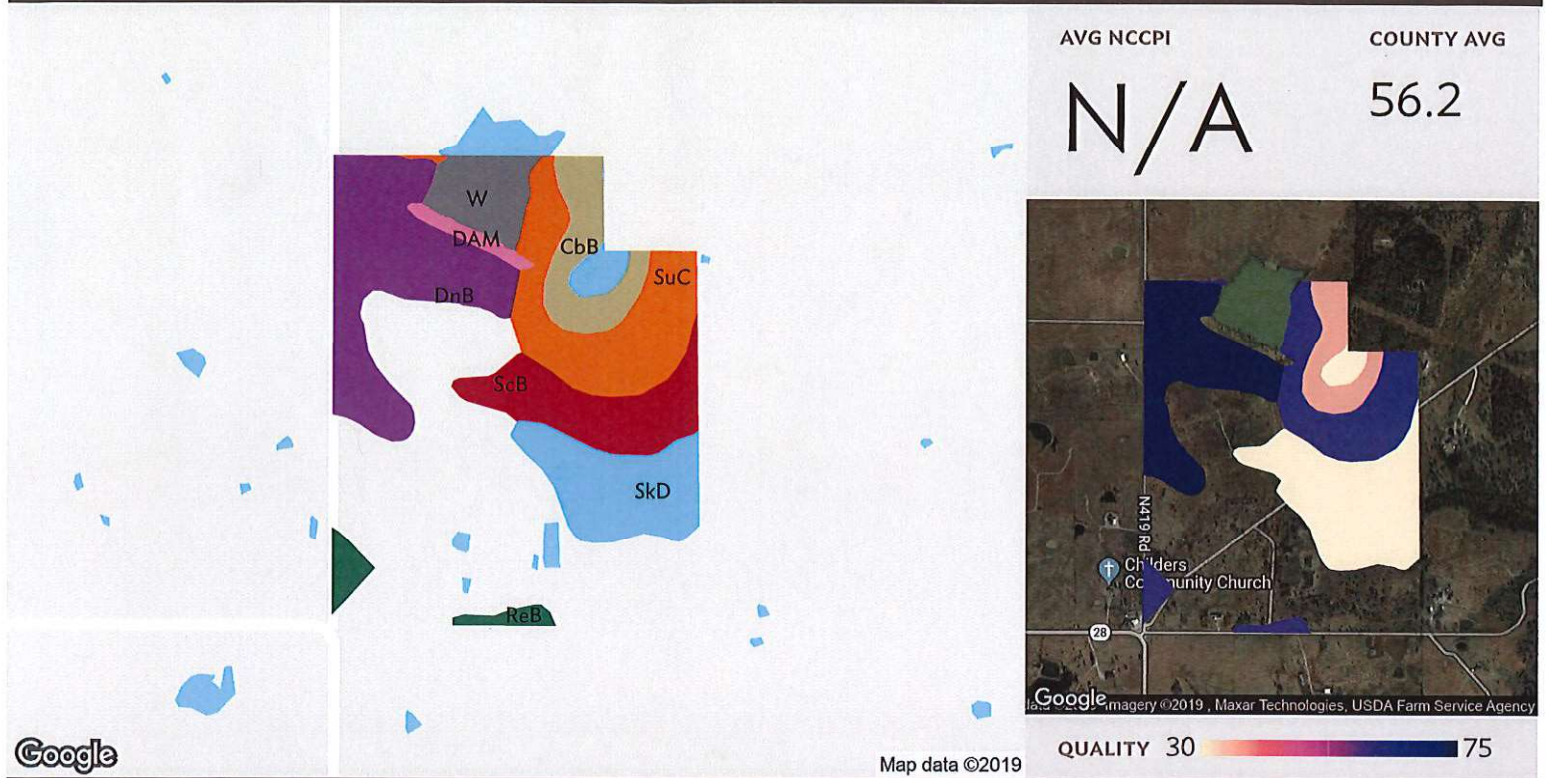 AVG NCCPI
COUNTY AVG
N/A
56.2
W
DAM
CbB
SuC
DnB
ScB
SkD
ReB
Google
Map data ©2019
N419 Rd
Childers
Community Church
28
Google
Imagery ©2019 , Maxar Technologies, USDA Farm Service Agency
QUALITY 30 75